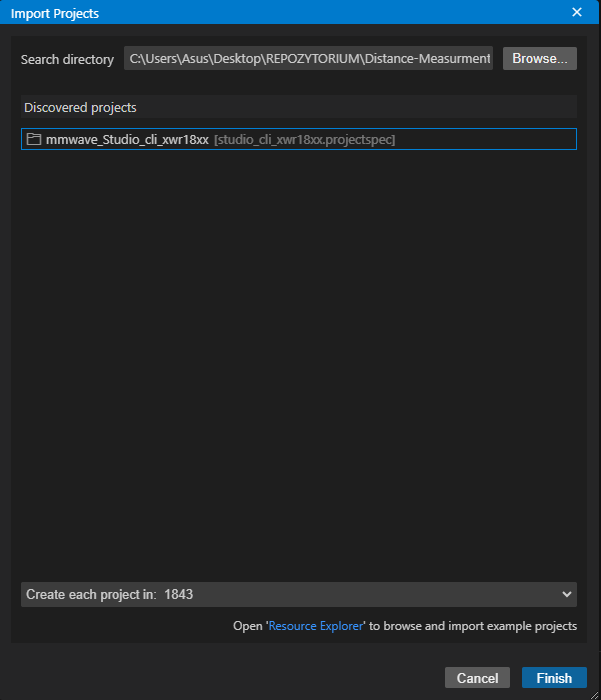 Import Projects
Search directory C:\Users\Asus\Desktop\REPOZYTORIUM\Distance-Measurment Browse...
Discovered projects
mmwave_Studio_cli_xwr18xx [studio_cli_xwr18xx.projectspec]
Create each project in: 1843
Open 'Resource Explorer' to browse and import example projects
Cancel Finish